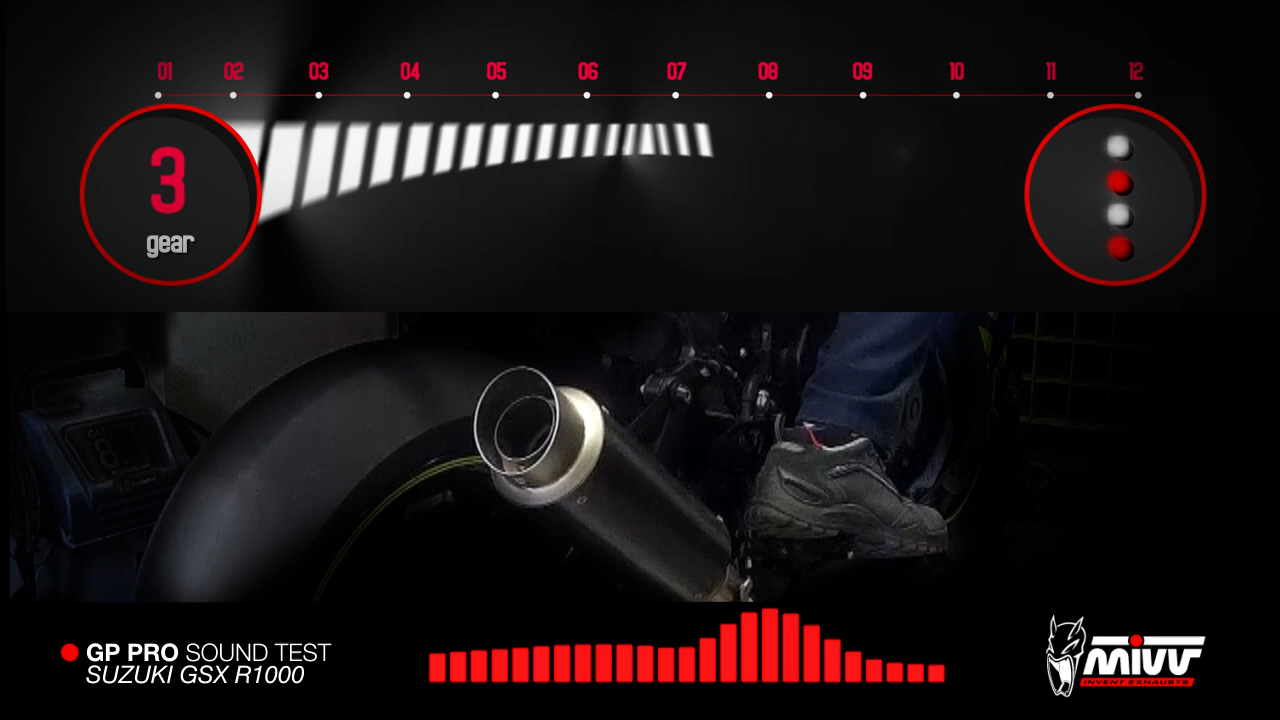 01 02 03 04 05 06 07 08 09 10 11 12
3
gear
GP PRO SOUND TEST
SUZUKI GSX R1000
MIVV
INVENT EXHAUSTS